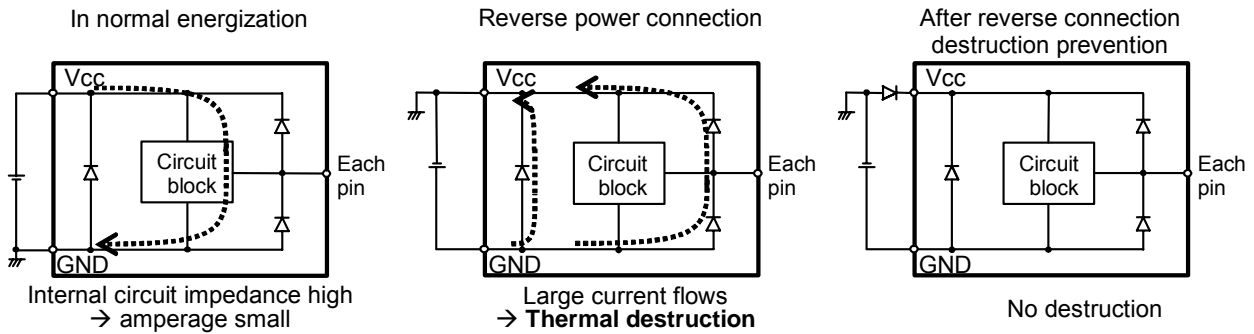 In normal energization
Vcc
Circuit
block
Each
pin
GND
Internal circuit impedance high
→ amperage small
Reverse power connection
Vcc
Circuit
block
Each
pin
GND
Large current flows
→ Thermal destruction
After reverse connection
destruction prevention
Vcc
Circuit
block
Each
pin
GND
No destruction